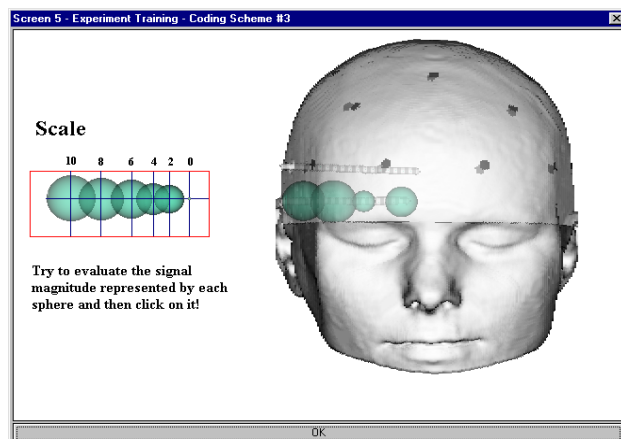 Screen 5 - Experiment Training - Coding Scheme #3
Scale
10 8 6 4 2 0
Try to evaluate the signal
magnitude represented by each
sphere and then click on it!
OK